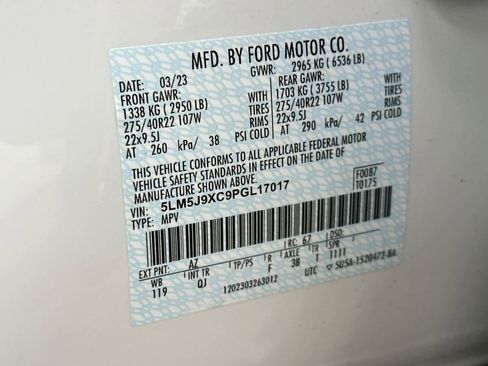 MFD. BY FORD MOTOR CO.
DATE: 03/23 GVWR: 2965 KG ( 6536 LB)
FRONT GAWR: REAR GAWR:
1338 KG ( 2950 LB) WITH 1703 KG ( 3755 LB) WITH
275/40R22 107W TIRES 275/40R22 107W TIRES
22x9.5J RIMS 22x9.5J RIMS
AT 260 kPa/ 38 PSI COLD AT 290 kPa/ 42 PSI COLD
THIS VEHICLE CONFORMS TO ALL APPLICABLE FEDERAL MOTOR
VEHICLE SAFETY STANDARDS IN EFFECT ON THE DATE OF
MANUFACTURE SHOWN ABOVE.
VIN: 5LM5J9XC9PGL17017 F0087
TYPE: MPV T0175
EXT PNT: AZ RC: 67 DSO:
WB INT TR TP/PS R AXLE TR SPR
119 QJ F 38 T 1111
1202303263012 UTC ▽ SU5A-1520472-BA